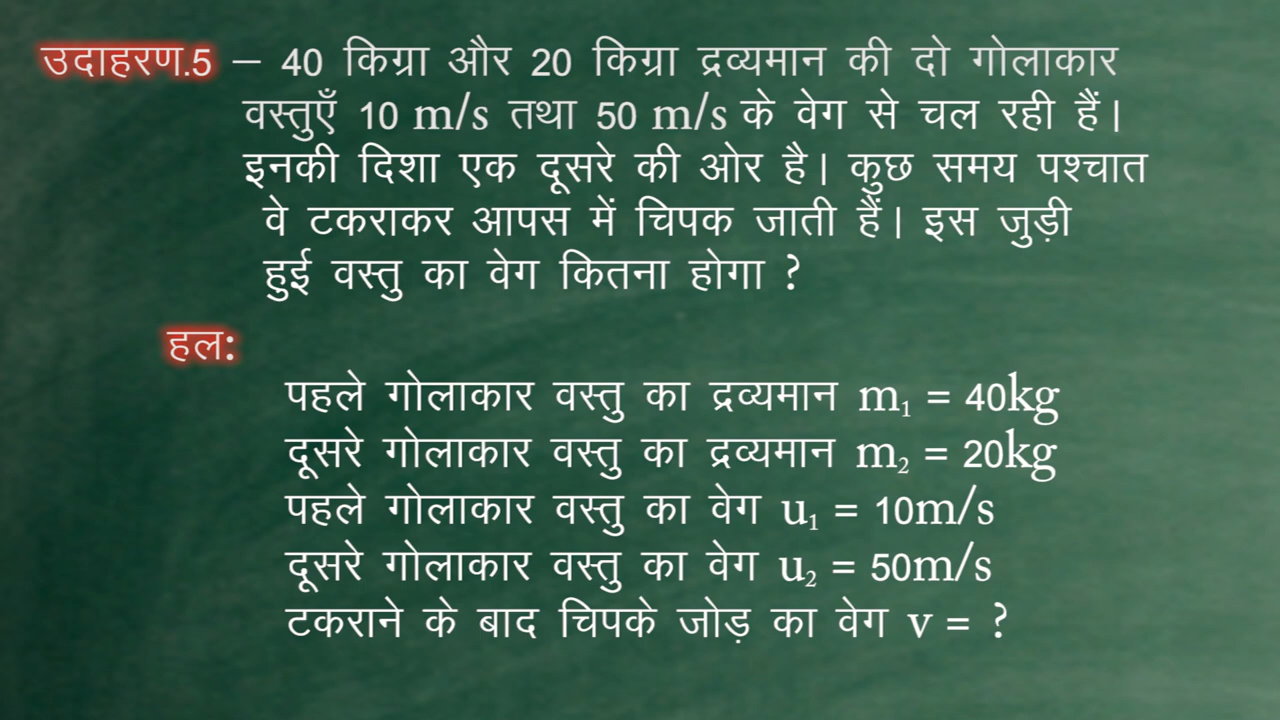 उदाहरण.5 – 40 किग्रा और 20 किग्रा द्रव्यमान की दो गोलाकार
वस्तुएँ 10 m/s तथा 50 m/s के वेग से चल रही हैं।
इनकी दिशा एक दूसरे की ओर है। कुछ समय पश्चात
वे टकराकर आपस में चिपक जाती हैं। इस जुड़ी
हुई वस्तु का वेग कितना होगा ?
हल:
पहले गोलाकार वस्तु का द्रव्यमान m₁ = 40kg
दूसरे गोलाकार वस्तु का द्रव्यमान m₂ = 20kg
पहले गोलाकार वस्तु का वेग u₁ = 10m/s
दूसरे गोलाकार वस्तु का वेग u₂ = 50m/s
टकराने के बाद चिपके जोड़ का वेग v = ?